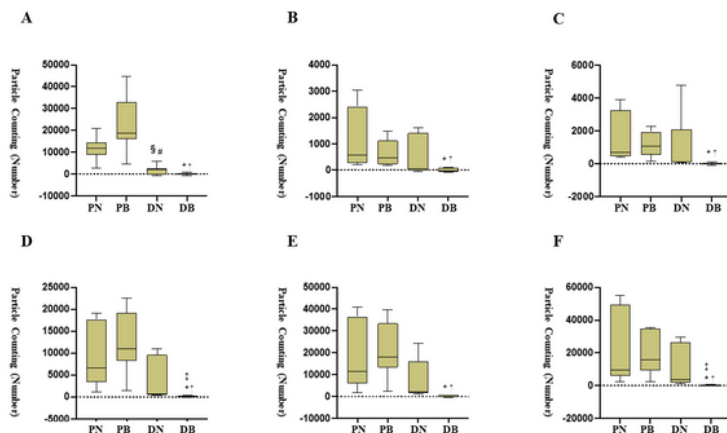 A
Particle Counting (Number)
50000
40000
30000
20000
10000
0
-10000
§ #
* +
PN PB DN DB
B
Particle Counting (Number)
4000
3000
2000
1000
0
-1000
* †
PN PB DN DB
C
Particle Counting (Number)
6000
4000
2000
0
-2000
* †
PN PB DN DB
D
Particle Counting (Number)
25000
20000
15000
10000
5000
0
-5000
‡
* †
PN PB DN DB
E
Particle Counting (Number)
50000
40000
30000
20000
10000
0
-10000
* †
PN PB DN DB
F
Particle Counting (Number)
60000
40000
20000
0
-20000
‡
* †
PN PB DN DB